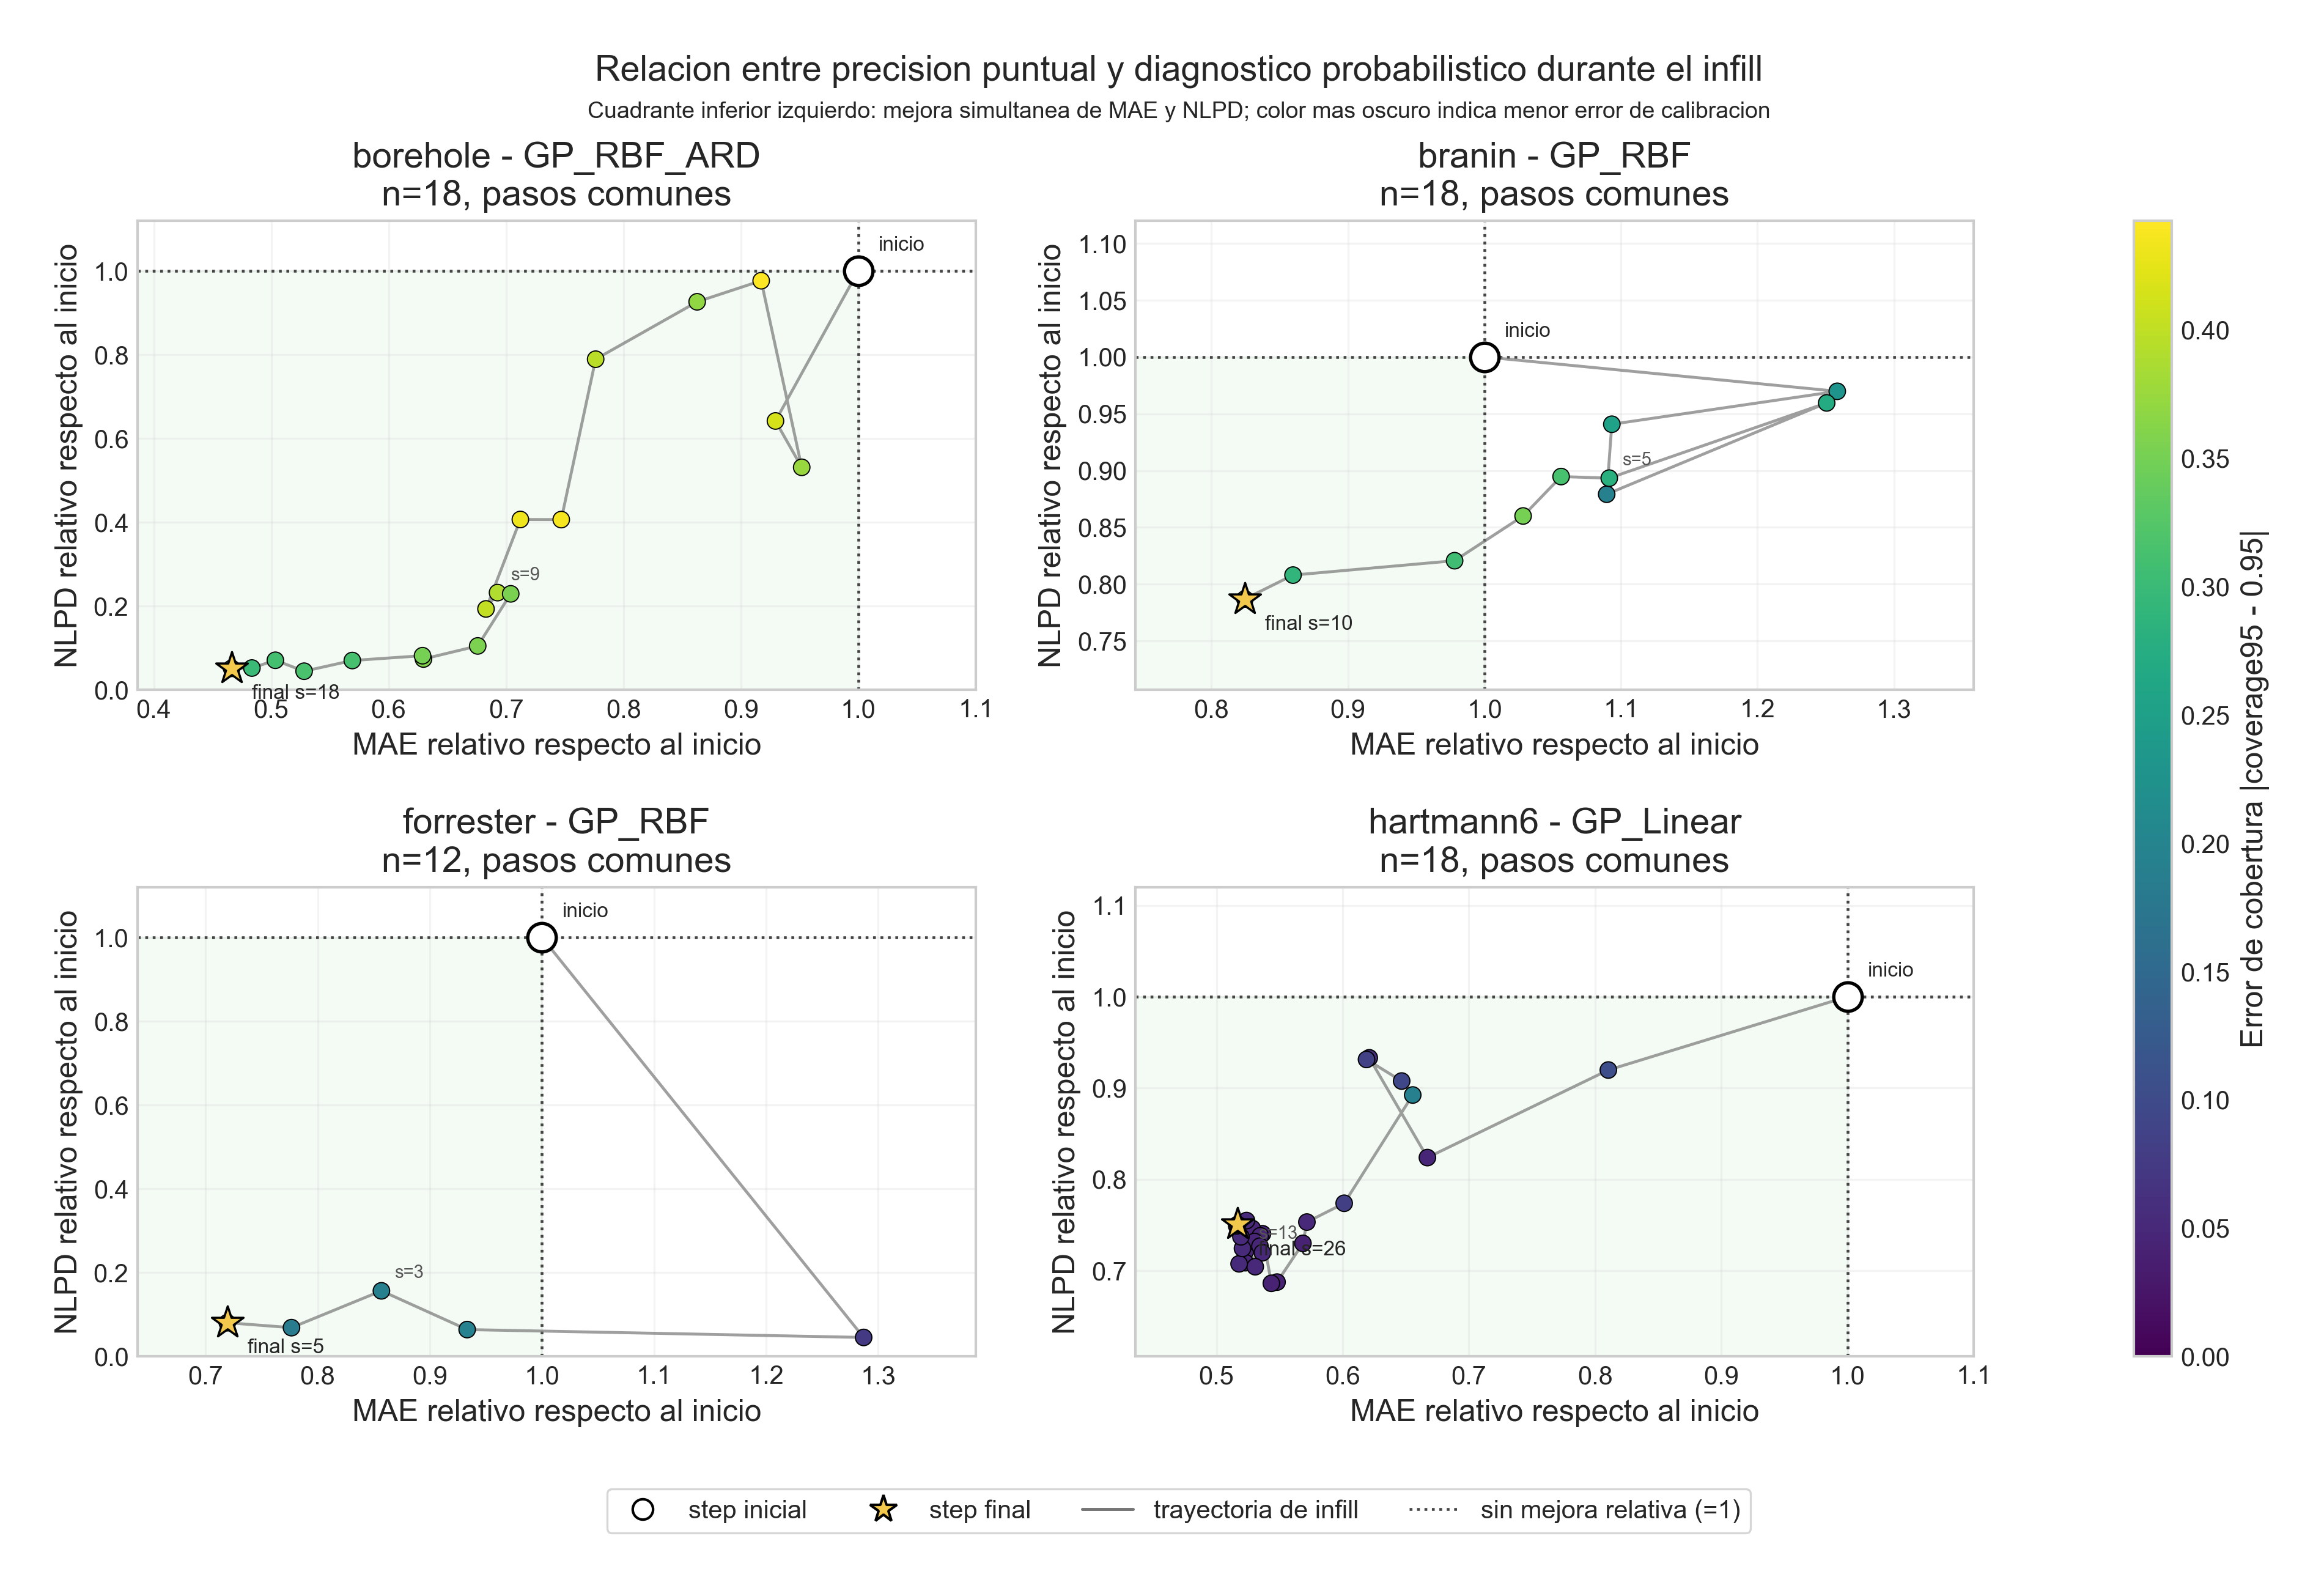 Relacion entre precision puntual y diagnostico probabilistico durante el infill
Cuadrante inferior izquierdo: mejora simultanea de MAE y NLPD; color mas oscuro indica menor error de calibracion
borehole - GP_RBF_ARD
n=18, pasos comunes
NLPD relativo respecto al inicio
1.0
0.8
0.6
0.4
0.2
0.0
inicio
s=9
final s=18
0.4 0.5 0.6 0.7 0.8 0.9 1.0 1.1
MAE relativo respecto al inicio
branin - GP_RBF
n=18, pasos comunes
NLPD relativo respecto al inicio
1.10
1.05
1.00
0.95
0.90
0.85
0.80
0.75
inicio
s=5
final s=10
0.8 0.9 1.0 1.1 1.2 1.3
MAE relativo respecto al inicio
forrester - GP_RBF
n=12, pasos comunes
NLPD relativo respecto al inicio
1.0
0.8
0.6
0.4
0.2
0.0
inicio
s=3
final s=5
0.7 0.8 0.9 1.0 1.1 1.2 1.3
MAE relativo respecto al inicio
hartmann6 - GP_Linear
n=18, pasos comunes
NLPD relativo respecto al inicio
1.1
1.0
0.9
0.8
0.7
inicio
=13
final s=26
0.5 0.6 0.7 0.8 0.9 1.0 1.1
MAE relativo respecto al inicio
0.40
0.35
0.30
0.25
0.20
0.15
0.10
0.05
0.00
Error de cobertura |coverage95 - 0.95|
step inicial
step final
trayectoria de infill
sin mejora relativa (=1)